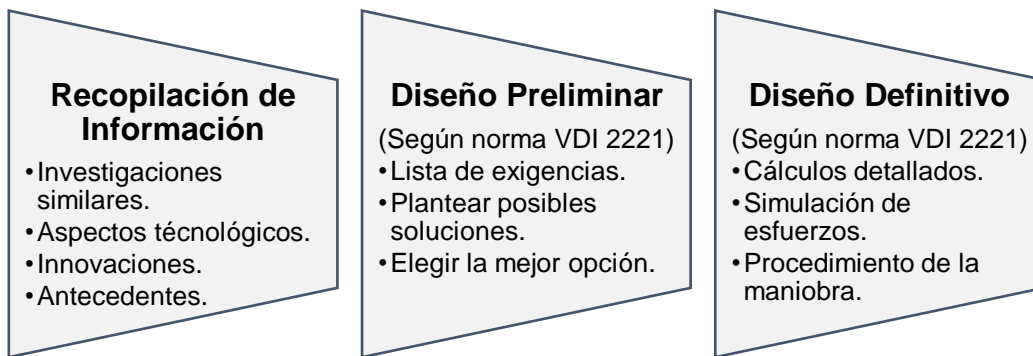 Recopilación de
Información
•Investigaciones
similares.
•Aspectos técnológicos.
•Innovaciones.
•Antecedentes.
Diseño Preliminar
(Según norma VDI 2221)
•Lista de exigencias.
•Plantear posibles
soluciones.
•Elegir la mejor opción.
Diseño Definitivo
(Según norma VDI 2221)
•Cálculos detallados.
•Simulación de
esfuerzos.
•Procedimiento de la
maniobra.